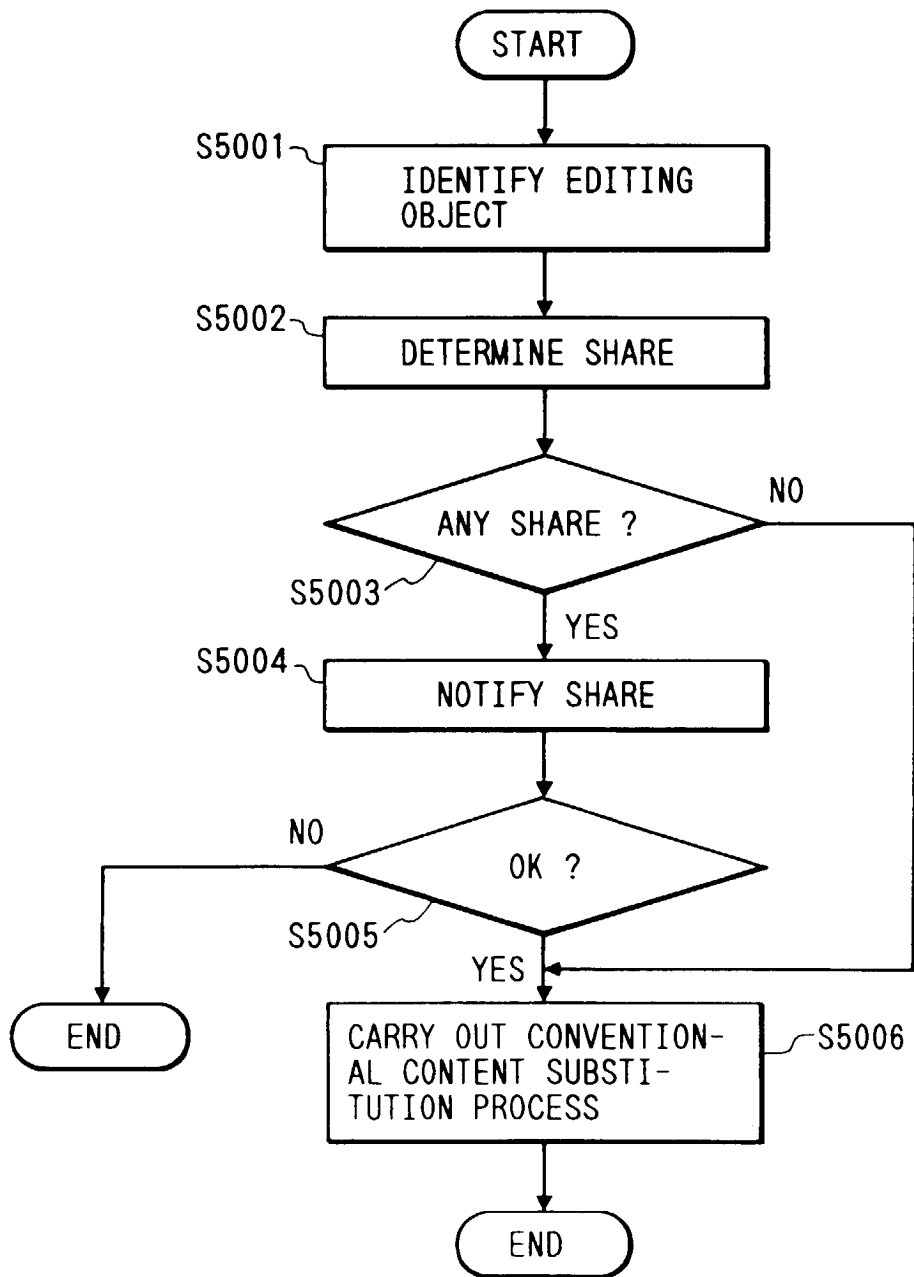 START
S5001
IDENTIFY EDITING
OBJECT
S5002
DETERMINE SHARE
ANY SHARE ?
NO
S5003
YES
S5004
NOTIFY SHARE
NO
OK ?
S5005
YES
END
CARRY OUT CONVENTION-
AL CONTENT SUBSTI-
TUTION PROCESS
S5006
END